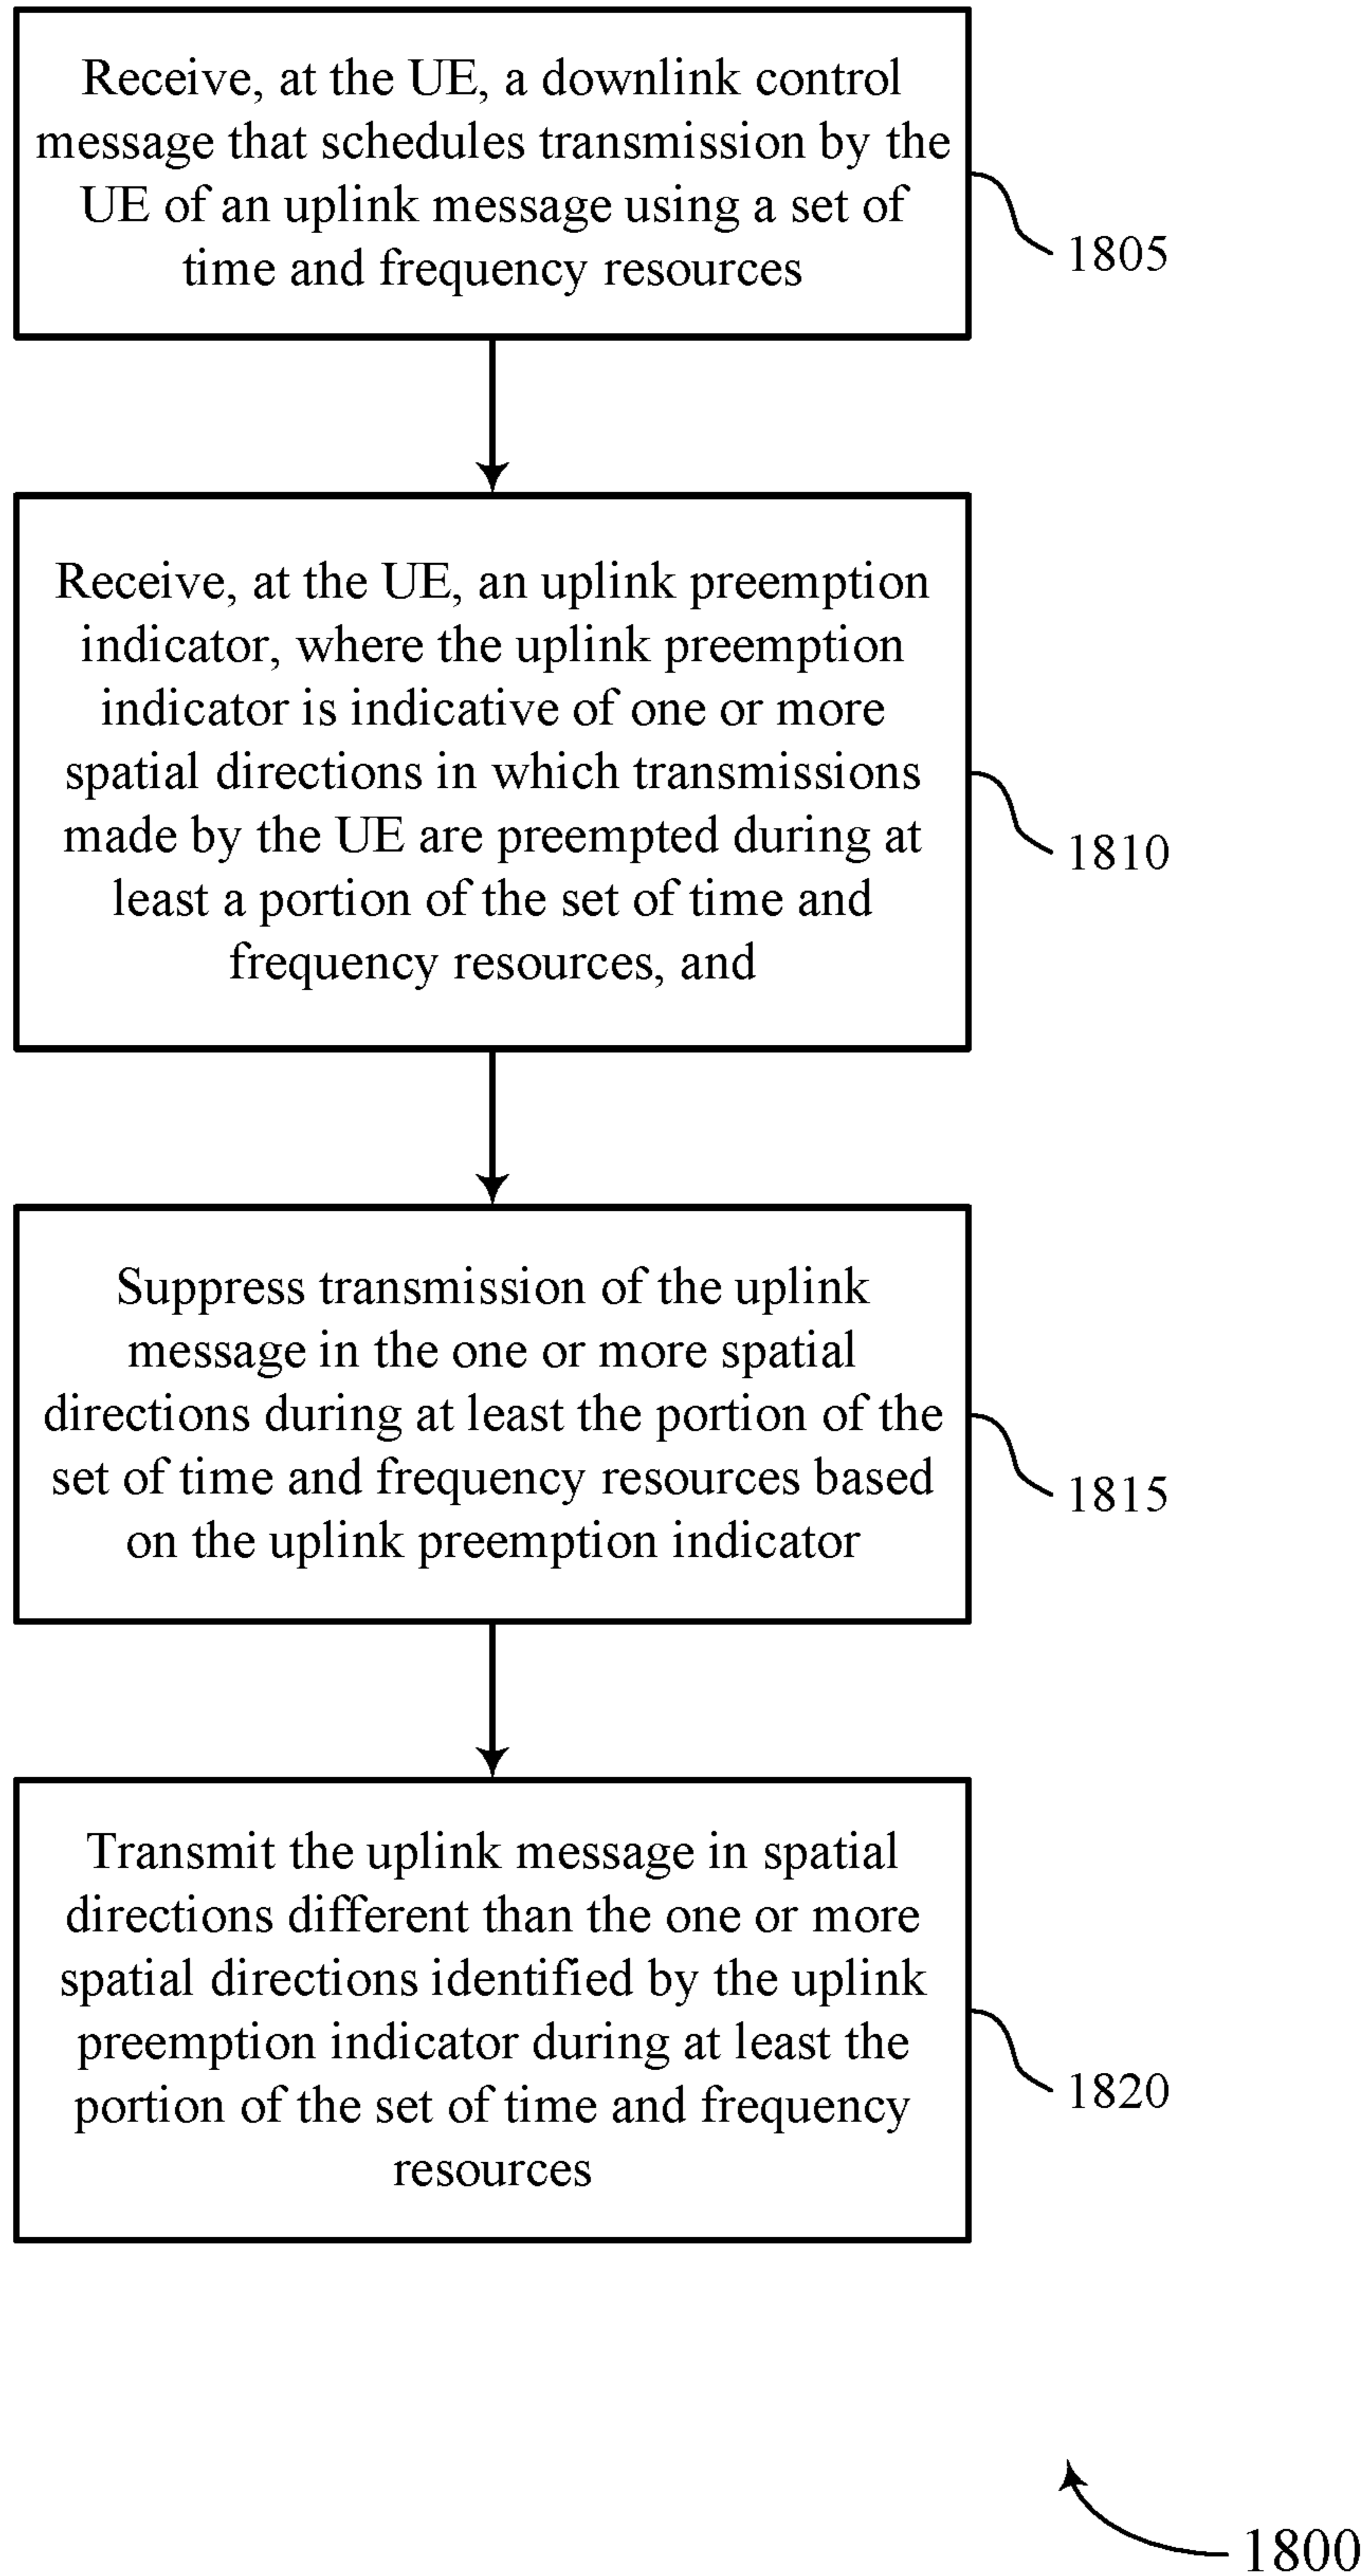 Receive, at the UE, a downlink control
message that schedules transmission by the
UE of an uplink message using a set of
time and frequency resources
1805
Receive, at the UE, an uplink preemption
indicator, where the uplink preemption
indicator is indicative of one or more
spatial directions in which transmissions
made by the UE are preempted during at
least a portion of the set of time and
frequency resources, and
1810
Suppress transmission of the uplink
message in the one or more spatial
directions during at least the portion of the
set of time and frequency resources based
on the uplink preemption indicator
1815
Transmit the uplink message in spatial
directions different than the one or more
spatial directions identified by the uplink
preemption indicator during at least the
portion of the set of time and frequency
resources
1820
1800